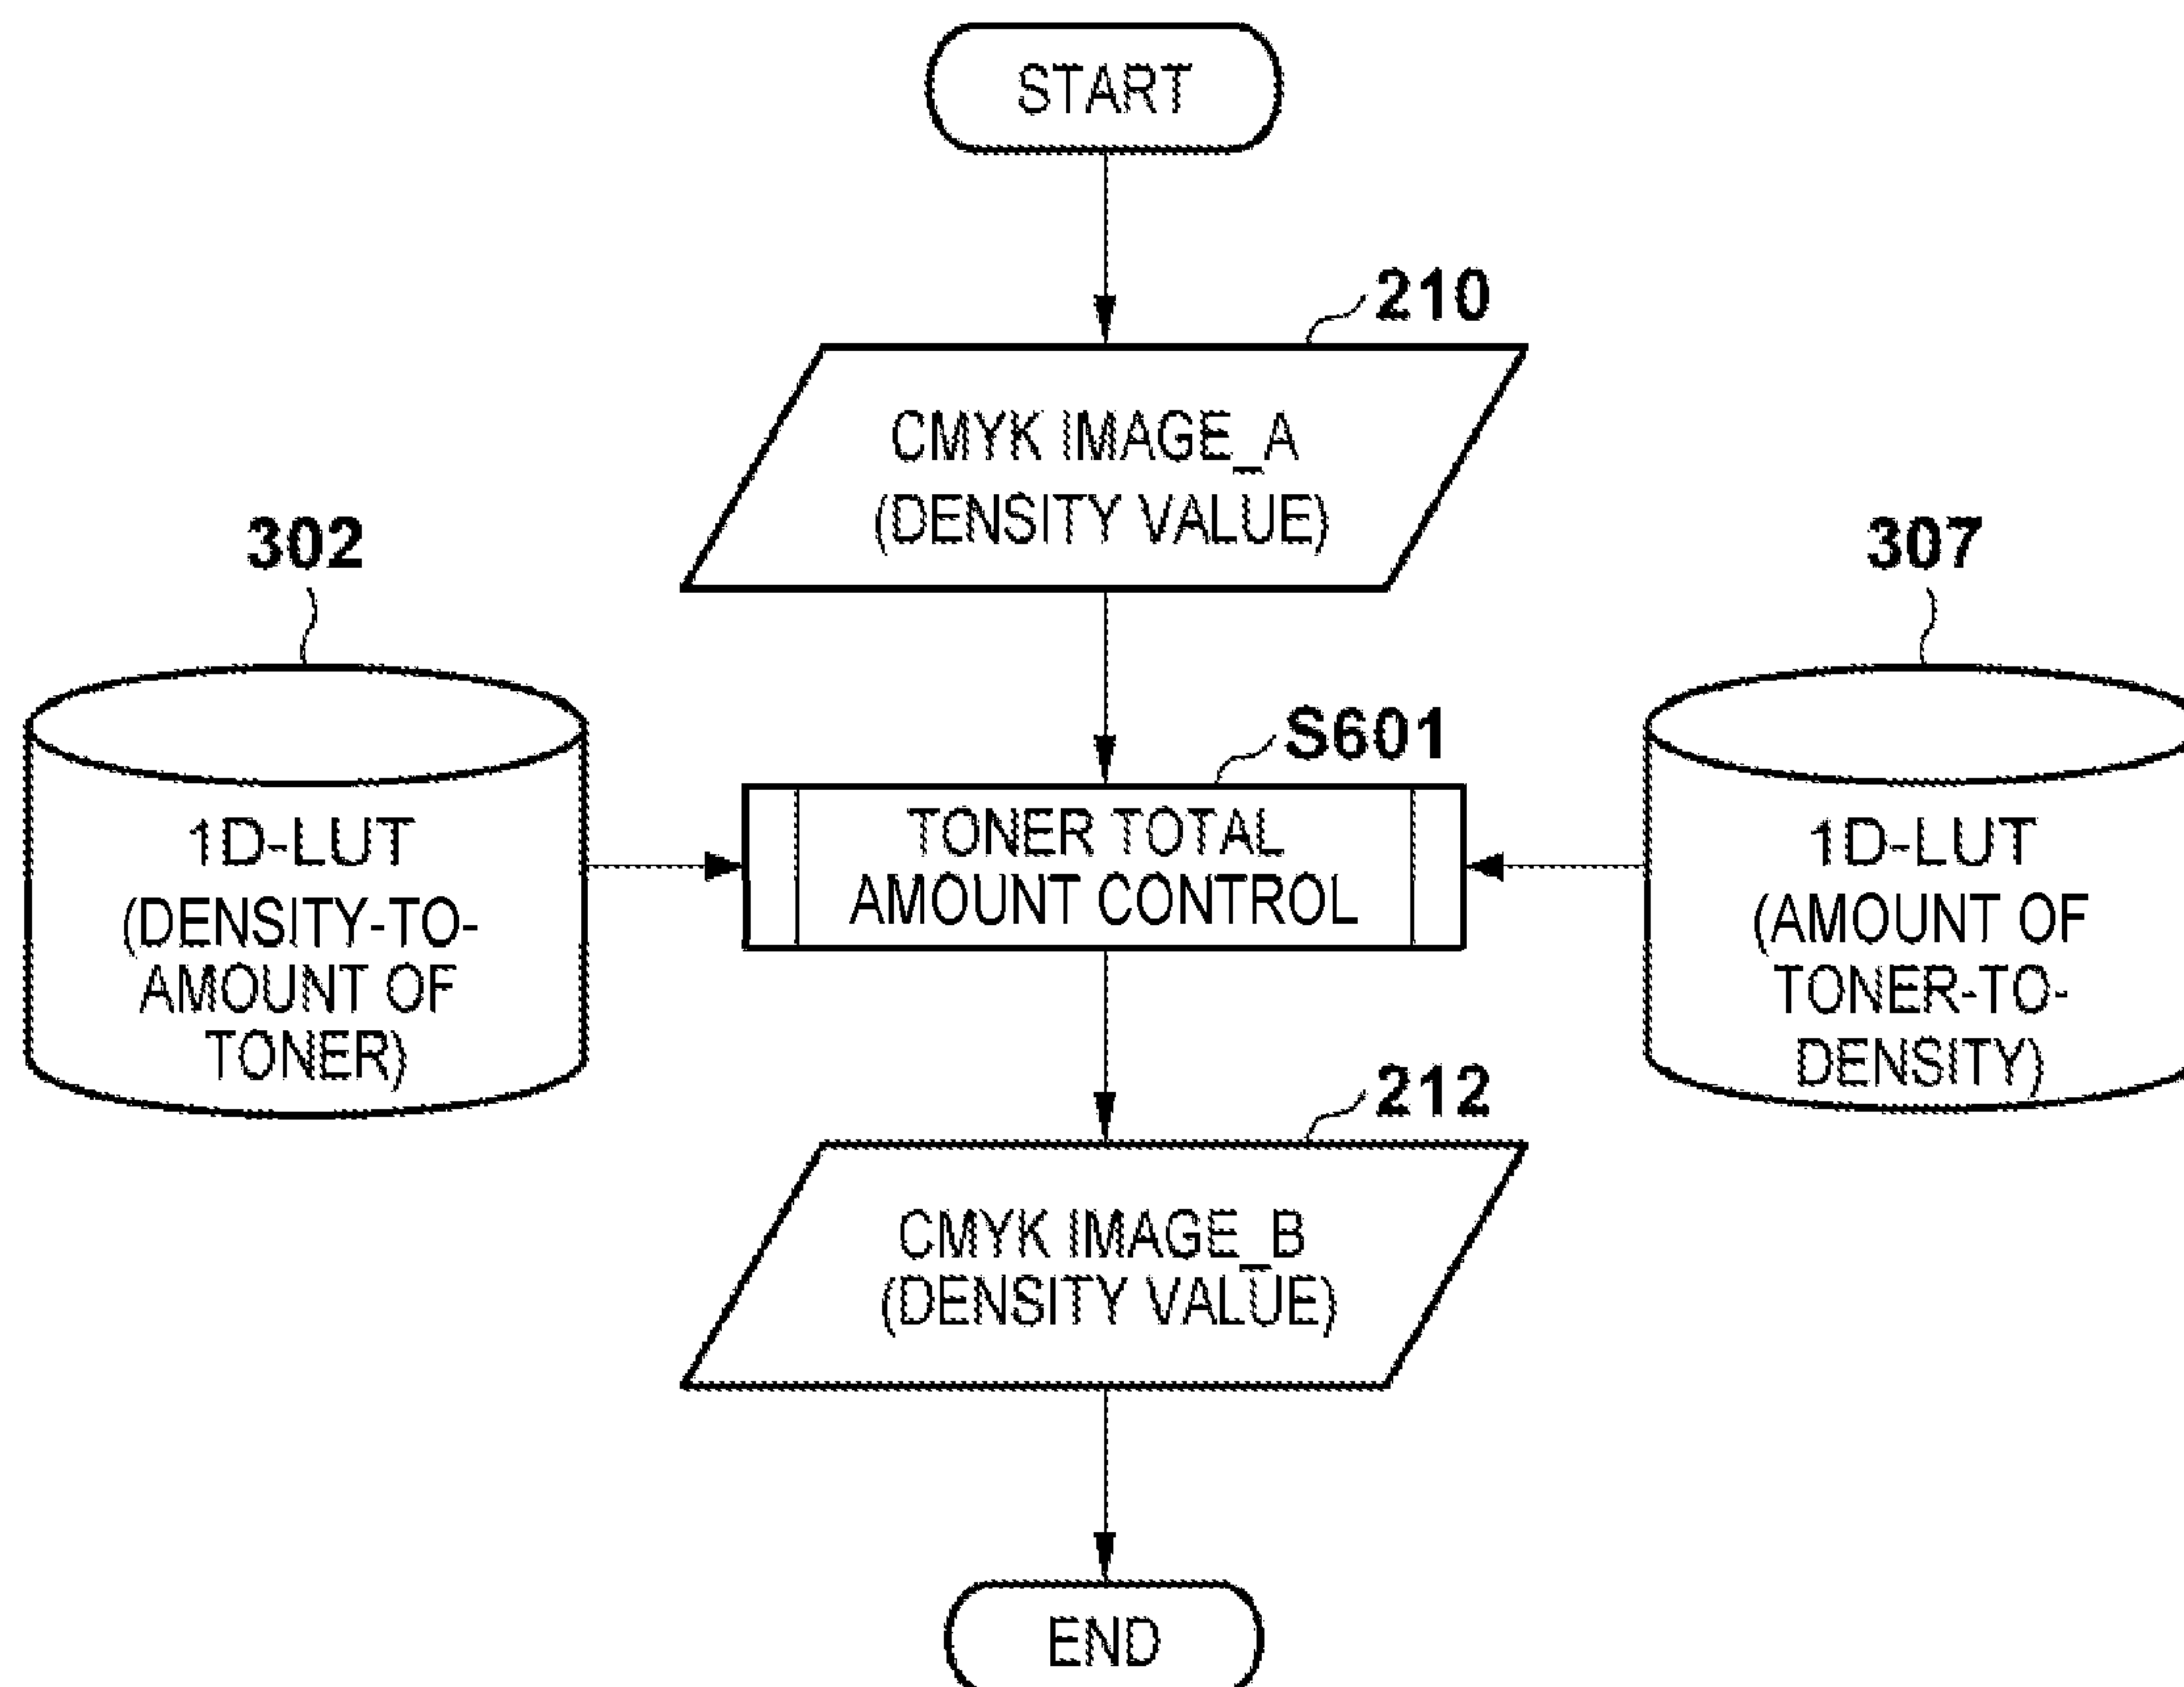 START
210
CMYK IMAGE_A
(DENSITY VALUE)
302
1D-LUT
(DENSITY-TO-
AMOUNT OF
TONER)
S601
TONER TOTAL
AMOUNT CONTROL
307
1D-LUT
(AMOUNT OF
TONER-TO-
DENSITY)
212
CMYK IMAGE_B
(DENSITY VALUE)
END